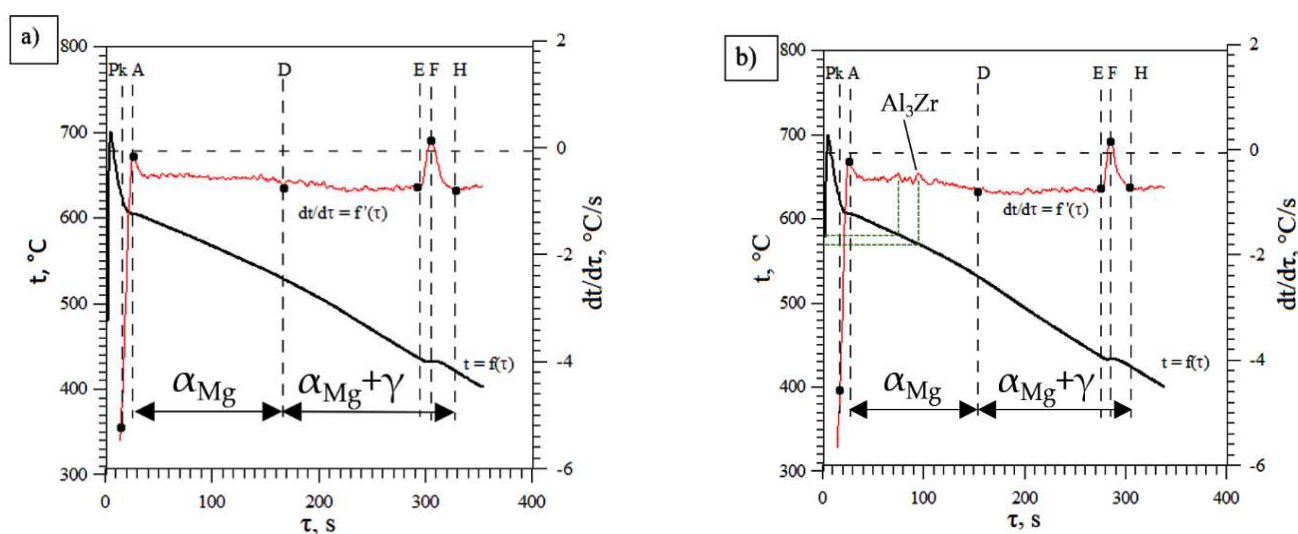 a)
800
700
600
500
400
300
t, °C
Pk A D E F H
2
0
-2
-4
-6
dt/dτ, °C/s
dt/dτ = f'(τ)
t = f(τ)
αMg
αMg+γ
0 100 200 300 400
τ, s
b)
800
700
600
500
400
300
t, °C
Pk A D E F H
Al₃Zr
2
0
-2
-4
-6
dt/dτ, °C/s
dt/dτ = f'(τ)
t = f(τ)
αMg
αMg+γ
0 100 200 300 400
τ, s